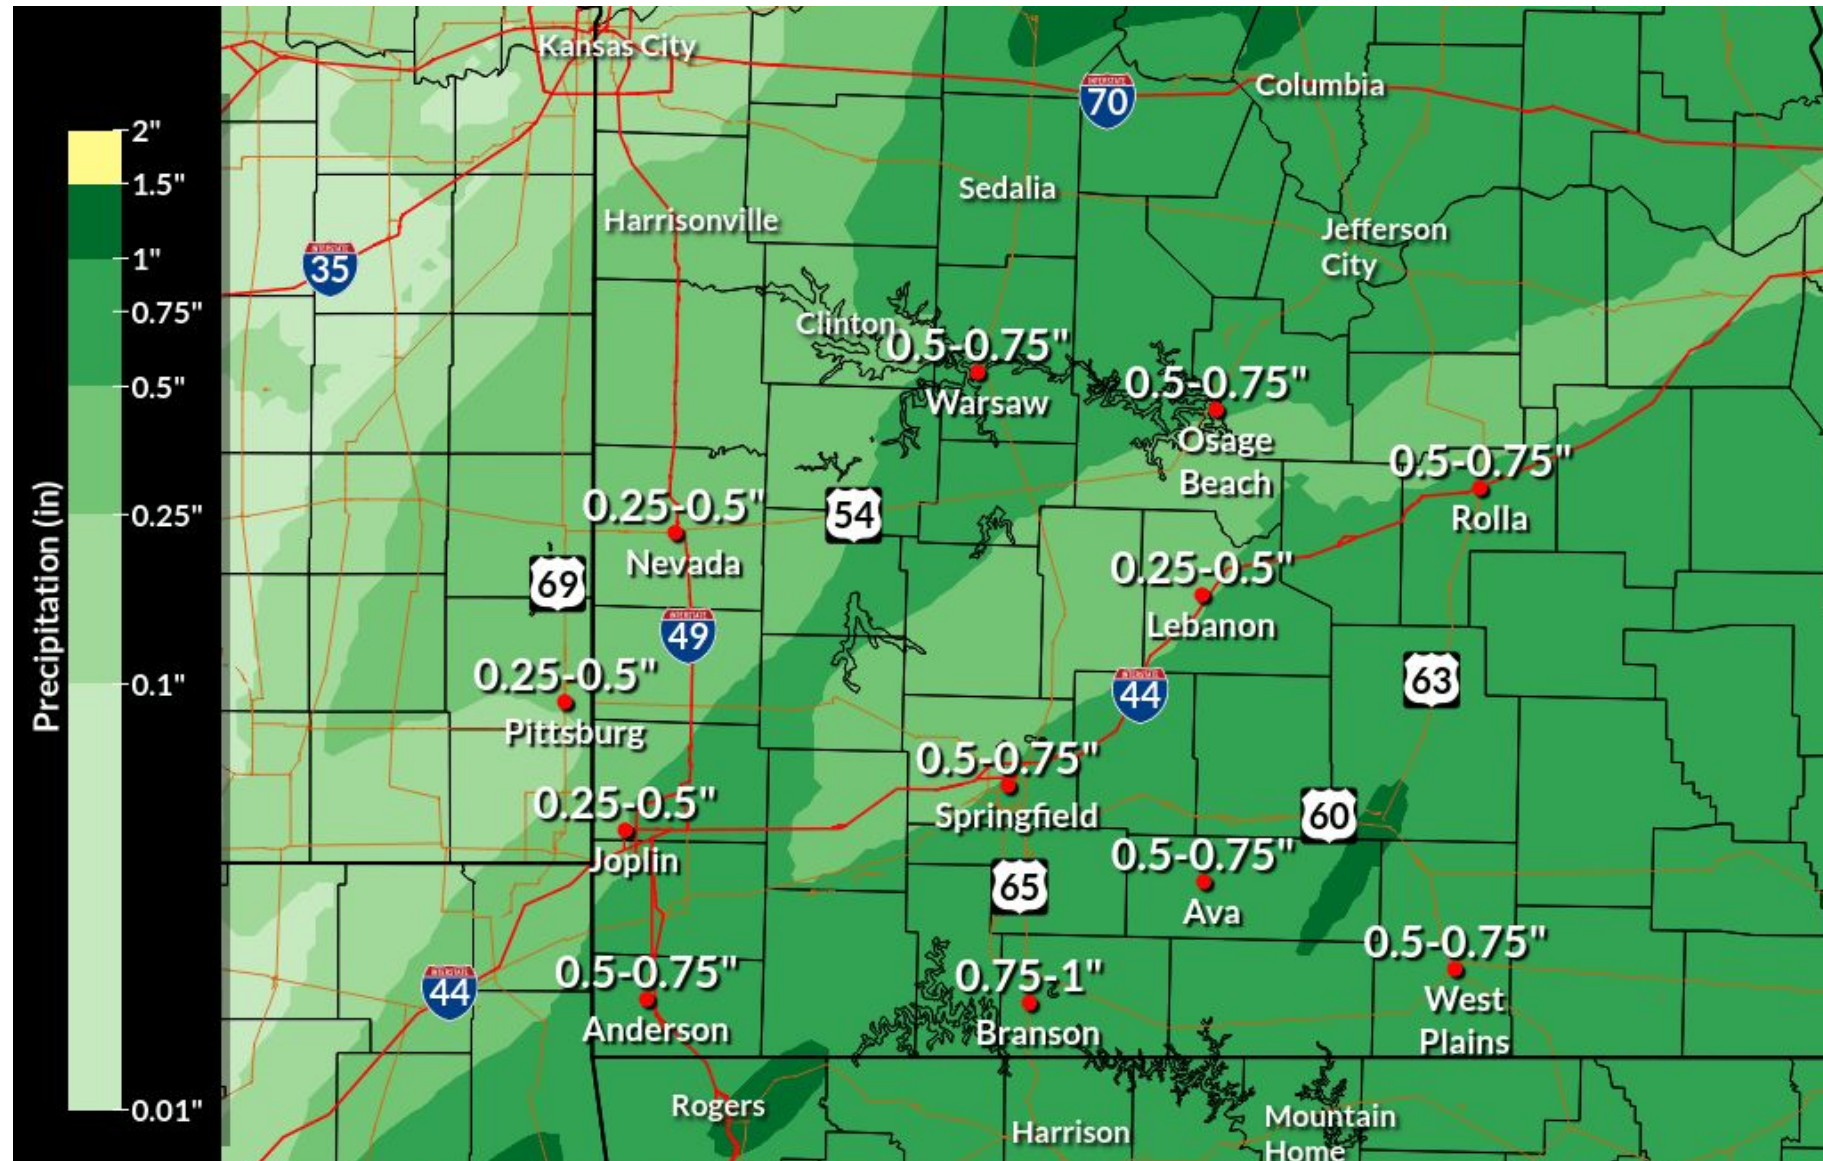 Precipitation (in)
2"
1.5"
1"
0.75"
0.5"
0.25"
0.1"
0.01"
Kansas City
INTERSTATE
70
Columbia
Sedalia
Harrisonville
Jefferson
City
INTERSTATE
35
Clinton
0.5-0.75"
Warsaw
0.5-0.75"
Osage
Beach
0.5-0.75"
Rolla
0.25-0.5"
Nevada
54
69
0.25-0.5"
Lebanon
INTERSTATE
49
0.25-0.5"
Pittsburg
INTERSTATE
44
63
0.5-0.75"
Springfield
0.25-0.5"
Joplin
60
0.5-0.75"
Ava
65
0.5-0.75"
West
Plains
INTERSTATE
44
0.5-0.75"
Anderson
0.75-1"
Branson
Rogers
Harrison
Mountain
Home